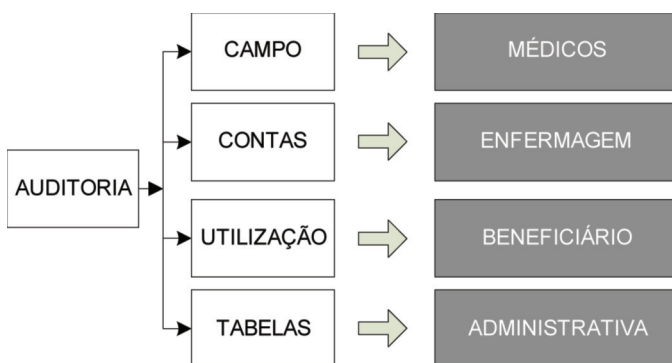 AUDITORIA
CAMPO
MÉDICOS
CONTAS
ENFERMAGEM
UTILIZAÇÃO
BENEFICIÁRIO
TABELAS
ADMINISTRATIVA